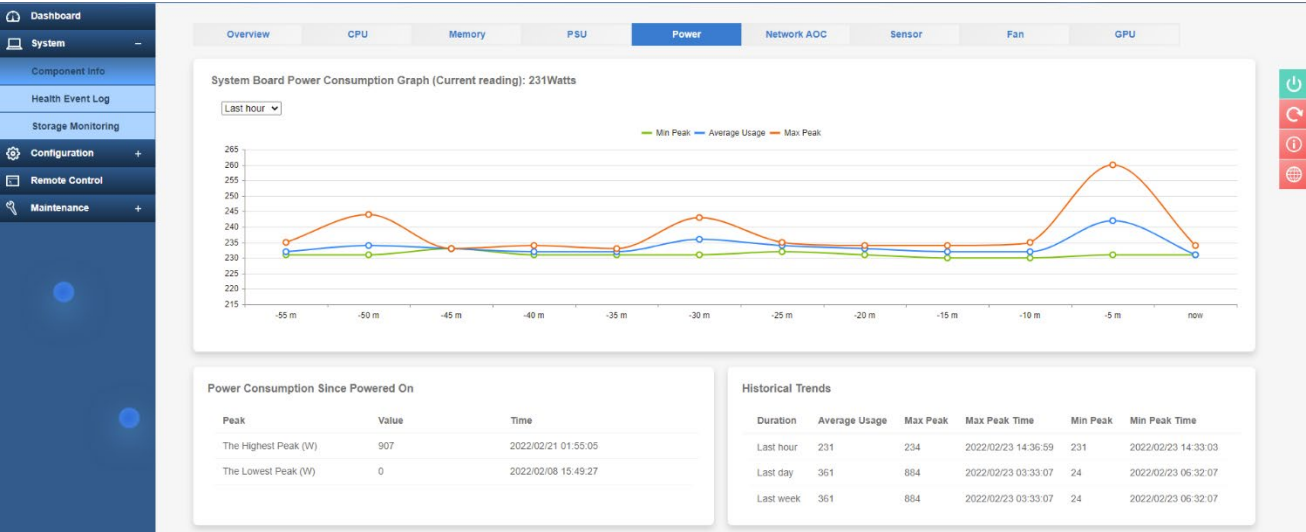 Dashboard
System −
Component Info
Health Event Log
Storage Monitoring
Configuration +
Remote Control
Maintenance +
Overview CPU Memory PSU Power Network AOC Sensor Fan GPU
System Board Power Consumption Graph (Current reading): 231Watts
Last hour
Min Peak Average Usage Max Peak
265
260
255
250
245
240
235
230
225
220
215
-55 m -50 m -45 m -40 m -35 m -30 m -25 m -20 m -15 m -10 m -5 m now
Power Consumption Since Powered On
Peak Value Time
The Highest Peak (W) 907 2022/02/21 01:55:05
The Lowest Peak (W) 0 2022/02/08 15:49:27
Historical Trends
Duration Average Usage Max Peak Max Peak Time Min Peak Min Peak Time
Last hour 231 234 2022/02/23 14:36:59 231 2022/02/23 14:33:03
Last day 361 884 2022/02/23 03:33:07 24 2022/02/23 06:32:07
Last week 361 884 2022/02/23 03:33:07 24 2022/02/23 06:32:07